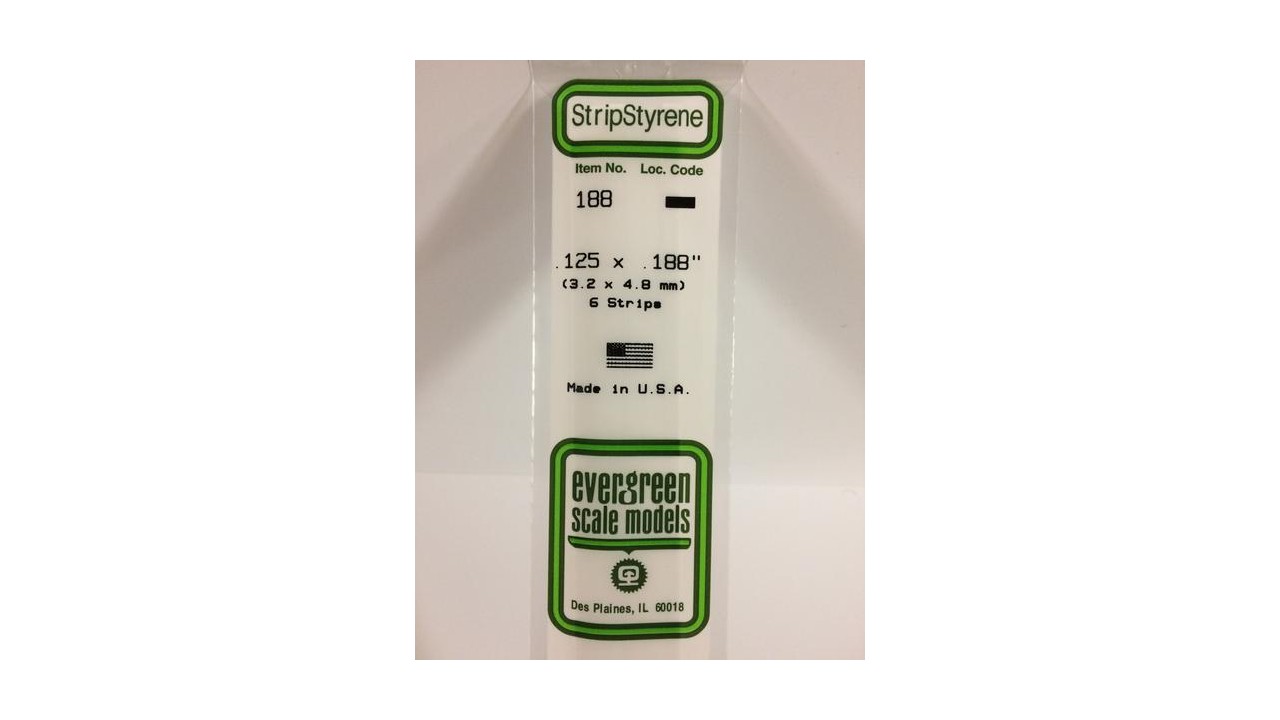 StripStyrene
Item No. Loc. Code
188
.125 x .188"
(3.2 x 4.8 mm)
6 Strips
Made in U.S.A.
evergreen
scale models
Des Plaines, IL 60018